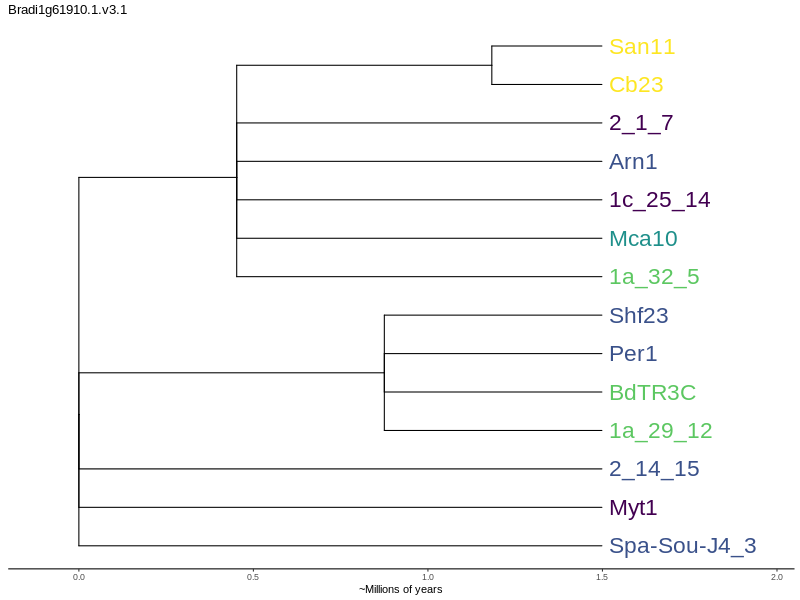 Bradi1g61910.1.v3.1
San11
Cb23
2_1_7
Arn1
1c_25_14
Mca10
1a_32_5
Shf23
Per1
BdTR3C
1a_29_12
2_14_15
Myt1
Spa-Sou-J4_3
0.0 0.5 1.0 1.5 2.0
~Millions of years